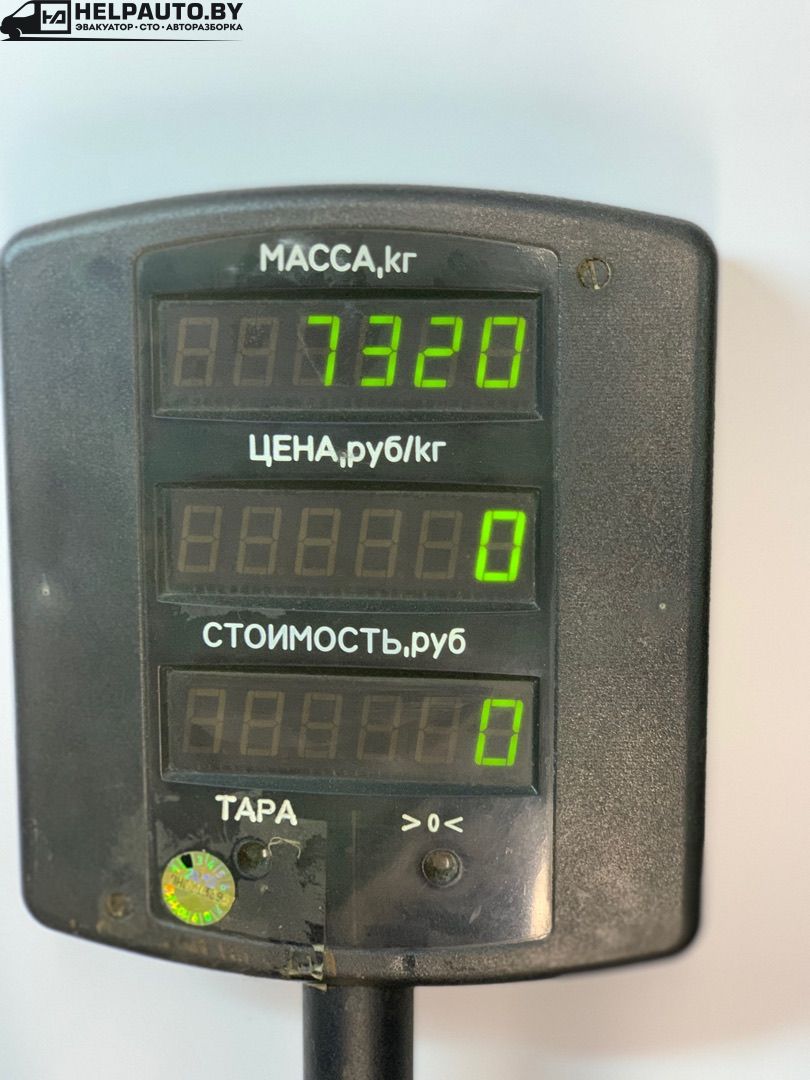 HELPAUTO.BY
ЭВАКУАТОР • СТО • АВТОРАЗБОРКА
МАССА,кг
7320
ЦЕНА,руб/кг
0
СТОИМОСТЬ,руб
0
ТАРА >0<